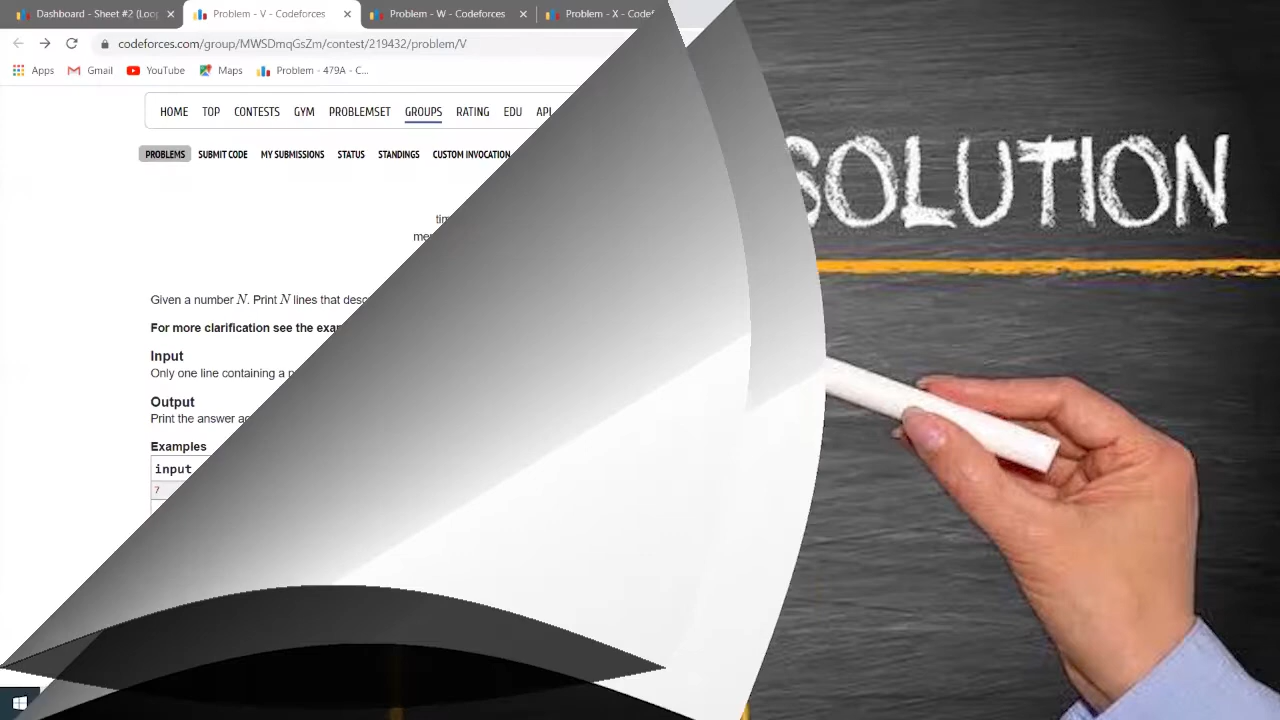 Dashboard - Sheet #2 (Loo
Problem - V - Codeforces
Problem - W - Codeforces
Problem - X - Codef
codeforces.com/group/MWSDmqGsZm/contest/219432/problem/V
Apps
Gmail
YouTube
Maps
Problem - 479A - C...
HOME TOP CONTESTS GYM PROBLEMSET GROUPS RATING EDU API
PROBLEMS SUBMIT CODE MY SUBMISSIONS STATUS STANDINGS CUSTOM INVOCATION
Given a number N. Print N lines that
For more clarification see the
Input
Only one line containing a
Output
Print the answer
Examples
input
7
SOLUTION